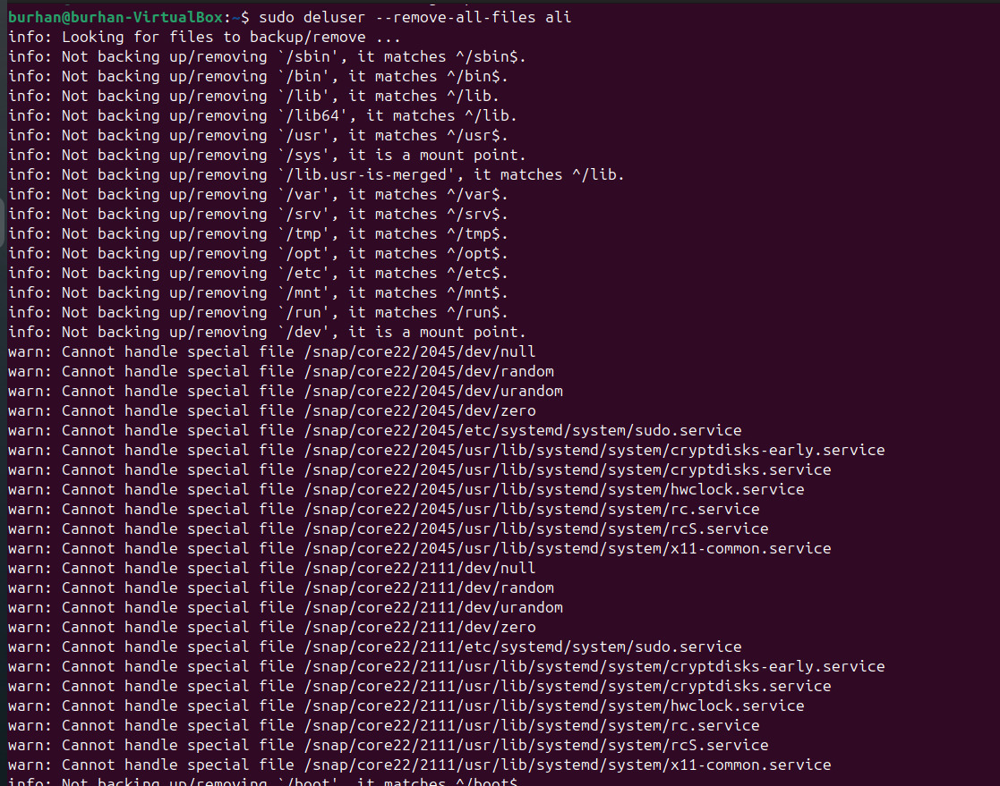 burhan@burhan-VirtualBox:~$ sudo deluser --remove-all-files ali
info: Looking for files to backup/remove ...
info: Not backing up/removing `/sbin', it matches ^/sbin$.
info: Not backing up/removing `/bin', it matches ^/bin$.
info: Not backing up/removing `/lib', it matches ^/lib.
info: Not backing up/removing `/lib64', it matches ^/lib.
info: Not backing up/removing `/usr', it matches ^/usr$.
info: Not backing up/removing `/sys', it is a mount point.
info: Not backing up/removing `/lib.usr-is-merged', it matches ^/lib.
info: Not backing up/removing `/var', it matches ^/var$.
info: Not backing up/removing `/srv', it matches ^/srv$.
info: Not backing up/removing `/tmp', it matches ^/tmp$.
info: Not backing up/removing `/opt', it matches ^/opt$.
info: Not backing up/removing `/etc', it matches ^/etc$.
info: Not backing up/removing `/mnt', it matches ^/mnt$.
info: Not backing up/removing `/run', it matches ^/run$.
info: Not backing up/removing `/dev', it is a mount point.
warn: Cannot handle special file /snap/core22/2045/dev/null
warn: Cannot handle special file /snap/core22/2045/dev/random
warn: Cannot handle special file /snap/core22/2045/dev/urandom
warn: Cannot handle special file /snap/core22/2045/dev/zero
warn: Cannot handle special file /snap/core22/2045/etc/systemd/system/sudo.service
warn: Cannot handle special file /snap/core22/2045/usr/lib/systemd/system/cryptdisks-early.service
warn: Cannot handle special file /snap/core22/2045/usr/lib/systemd/system/cryptdisks.service
warn: Cannot handle special file /snap/core22/2045/usr/lib/systemd/system/hwclock.service
warn: Cannot handle special file /snap/core22/2045/usr/lib/systemd/system/rc.service
warn: Cannot handle special file /snap/core22/2045/usr/lib/systemd/system/rcS.service
warn: Cannot handle special file /snap/core22/2045/usr/lib/systemd/system/x11-common.service
warn: Cannot handle special file /snap/core22/2111/dev/null
warn: Cannot handle special file /snap/core22/2111/dev/random
warn: Cannot handle special file /snap/core22/2111/dev/urandom
warn: Cannot handle special file /snap/core22/2111/dev/zero
warn: Cannot handle special file /snap/core22/2111/etc/systemd/system/sudo.service
warn: Cannot handle special file /snap/core22/2111/usr/lib/systemd/system/cryptdisks-early.service
warn: Cannot handle special file /snap/core22/2111/usr/lib/systemd/system/cryptdisks.service
warn: Cannot handle special file /snap/core22/2111/usr/lib/systemd/system/hwclock.service
warn: Cannot handle special file /snap/core22/2111/usr/lib/systemd/system/rc.service
warn: Cannot handle special file /snap/core22/2111/usr/lib/systemd/system/rcS.service
warn: Cannot handle special file /snap/core22/2111/usr/lib/systemd/system/x11-common.service
info: Not backing up/removing `/boot', it matches ^/boot$